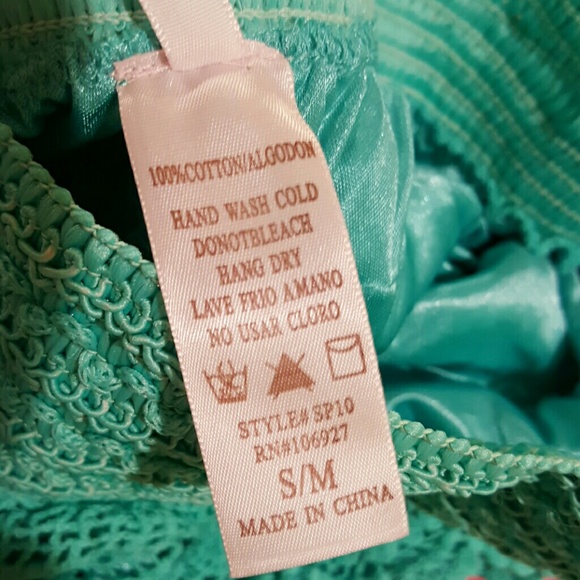 100%COTTON/ALGODON
HAND WASH COLD
DONOTBLEACH
HANG DRY
LAVE FRIO AMANO
NO USAR CLORO
STYLE# SP10
RN#106927
S/M
MADE IN CHINA